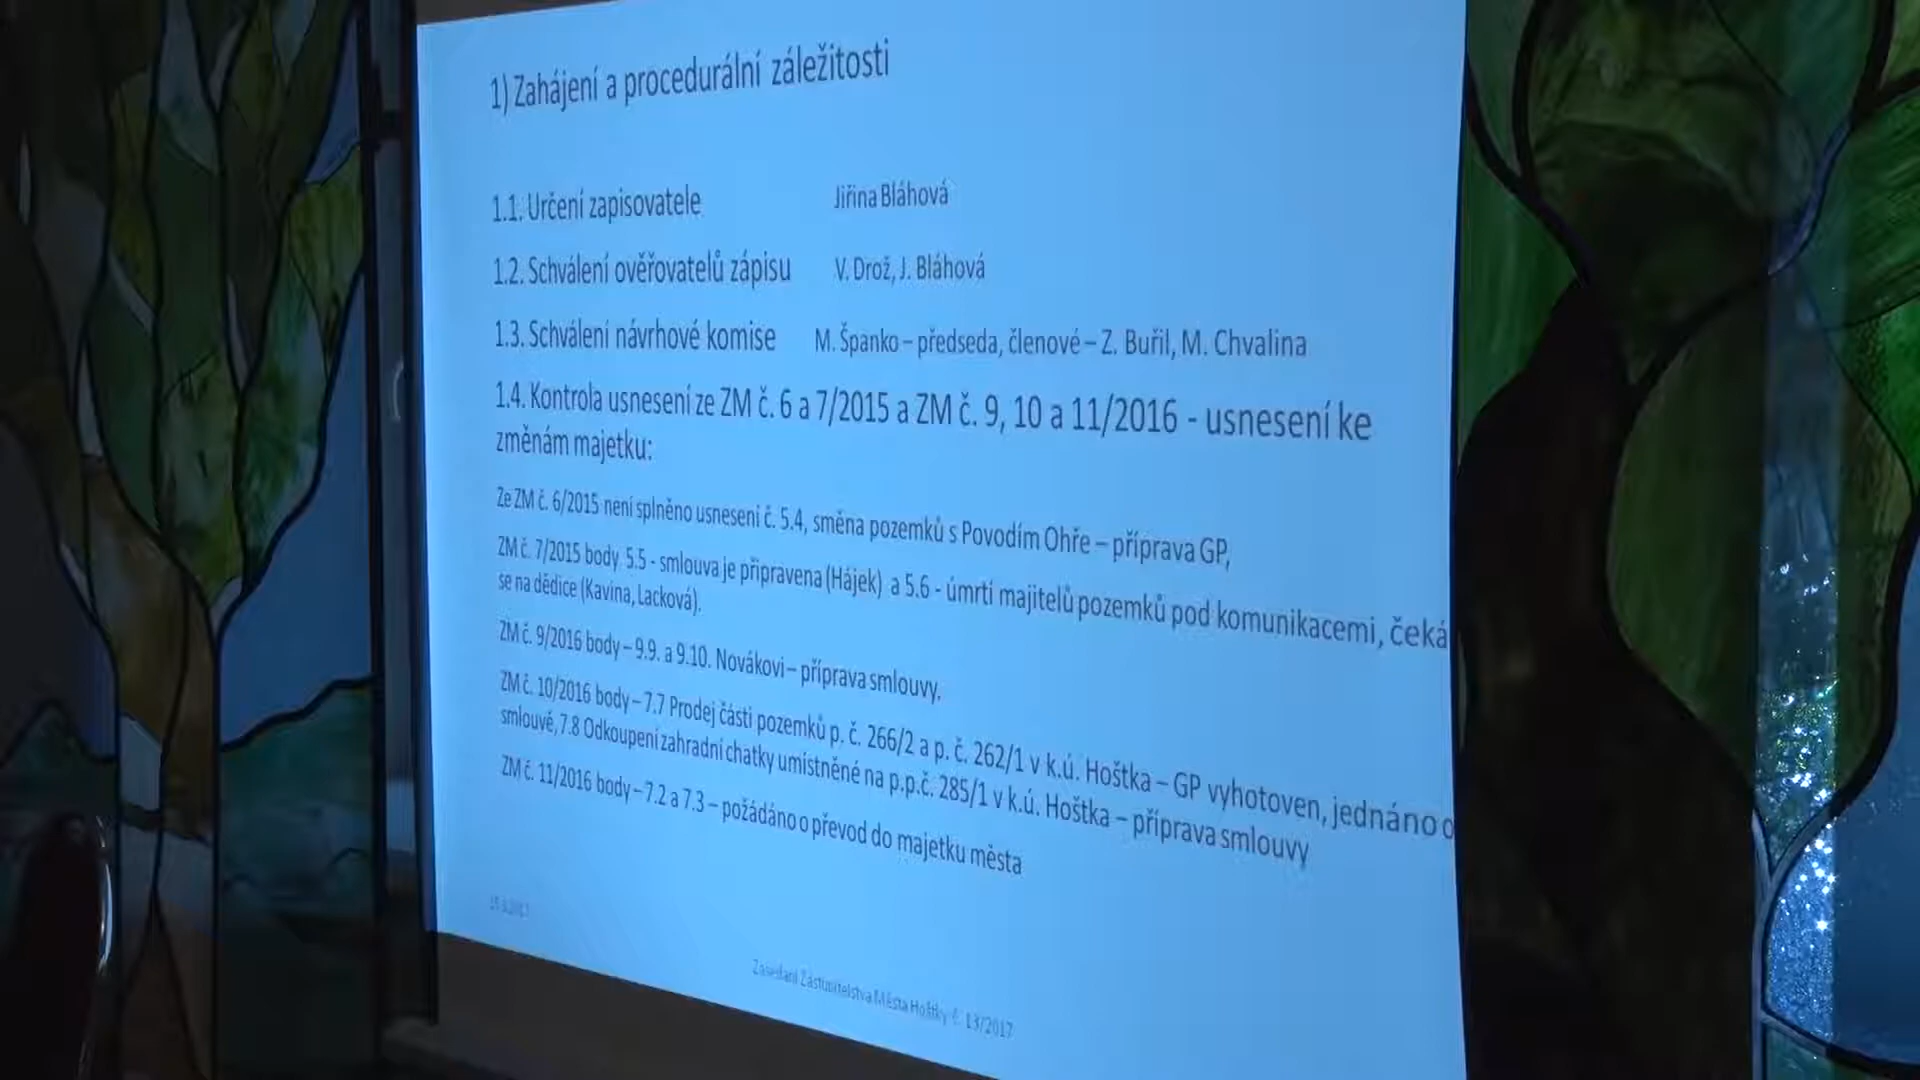 1) Zahájení a procedurální záležitosti
1.1. Určení zapisovatele Jiřina Bláhová
1.2. Schválení ověřovatelů zápisu V. Drož, J. Bláhová
1.3. Schválení návrhové komise M. Španko – předseda, členové – Z. Buřil, M. Chvalina
1.4. Kontrola usnesení ze ZM č. 6 a 7/2015 a ZM č. 9, 10 a 11/2016 - usnesení ke
změnám majetku:
Ze ZM č. 6/2015 není splněno usnesení č. 5.4, směna pozemků s Povodím Ohře – příprava GP,
ZM č. 7/2015 body 5.5 - smlouva je připravena (Hájek) a 5.6 - úmrtí majitelů pozemků pod komunikacemi, čeká
se na dědice (Kavina, Lacková).
ZM č. 9/2016 body – 9.9. a 9.10. Novákovi – příprava smlouvy.
ZM č. 10/2016 body – 7.7 Prodej části pozemků p. č. 266/2 a p. č. 262/1 v k.ú. Hoštka – GP vyhotoven, jednáno o
smlouvě, 7.8 Odkoupení zahradní chatky umístněné na p.p.č. 285/1 v k.ú. Hoštka – příprava smlouvy
ZM č. 11/2016 body – 7.2 a 7.3 – požádáno o převod do majetku města
Zasedání Zastupitelstva Města Hoštky č. 13/2017